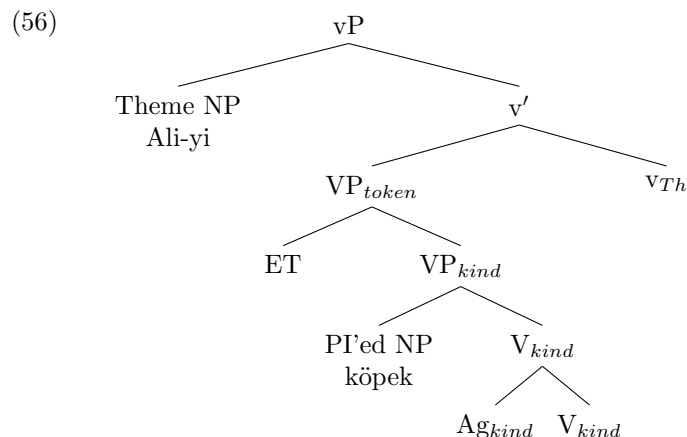 (56)
vP
Theme NP
Ali-yi
v′
VP_token
v_Th
ET
VP_kind
PI'ed NP
köpek
V_kind
Ag_kind V_kind